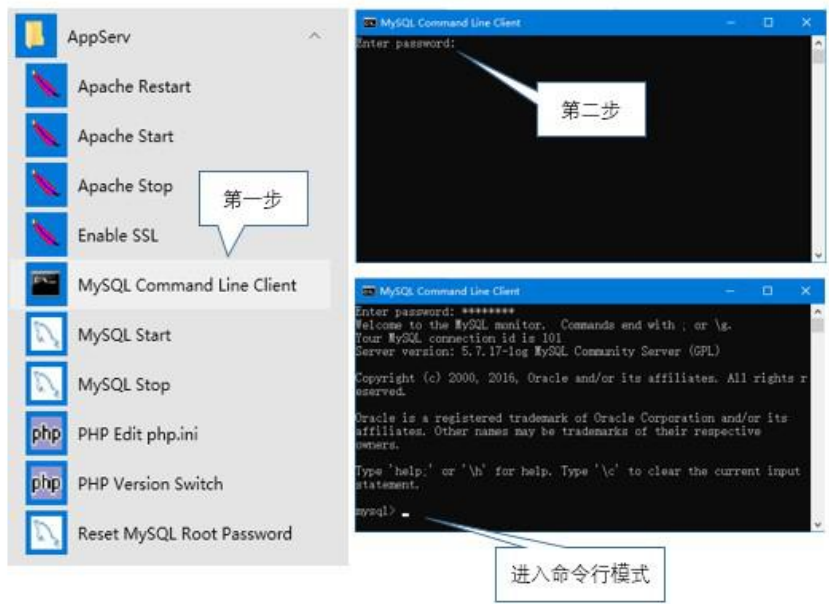 AppServ
Apache Restart
Apache Start
Apache Stop
第一步
Enable SSL
MySQL Command Line Client
MySQL Start
MySQL Stop
php
PHP Edit php.ini
php
PHP Version Switch
Reset MySQL Root Password
MySQL Command Line Client
Enter password:
第二步
MySQL Command Line Client
Enter password: ********
Welcome to the MySQL monitor.  Commands end with ; or \g.
Your MySQL connection id is 101
Server version: 5.7.17-log MySQL Community Server (GPL)
Copyright (c) 2000, 2016, Oracle and/or its affiliates. All rights r
eserved.
Oracle is a registered trademark of Oracle Corporation and/or its
affiliates. Other names may be trademarks of their respective
owners.
Type 'help;' or '\h' for help. Type '\c' to clear the current input
statement.
mysql> _
进入命令行模式